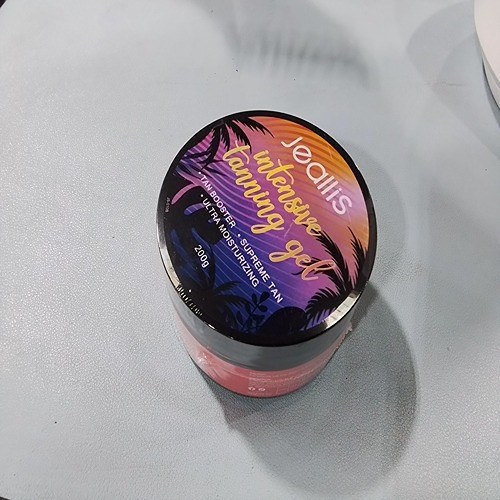 Jeallis
intensive
tanning gel
• TAN BOOSTER • SUPREME TAN
• ULTRA MOISTURIZING
200g